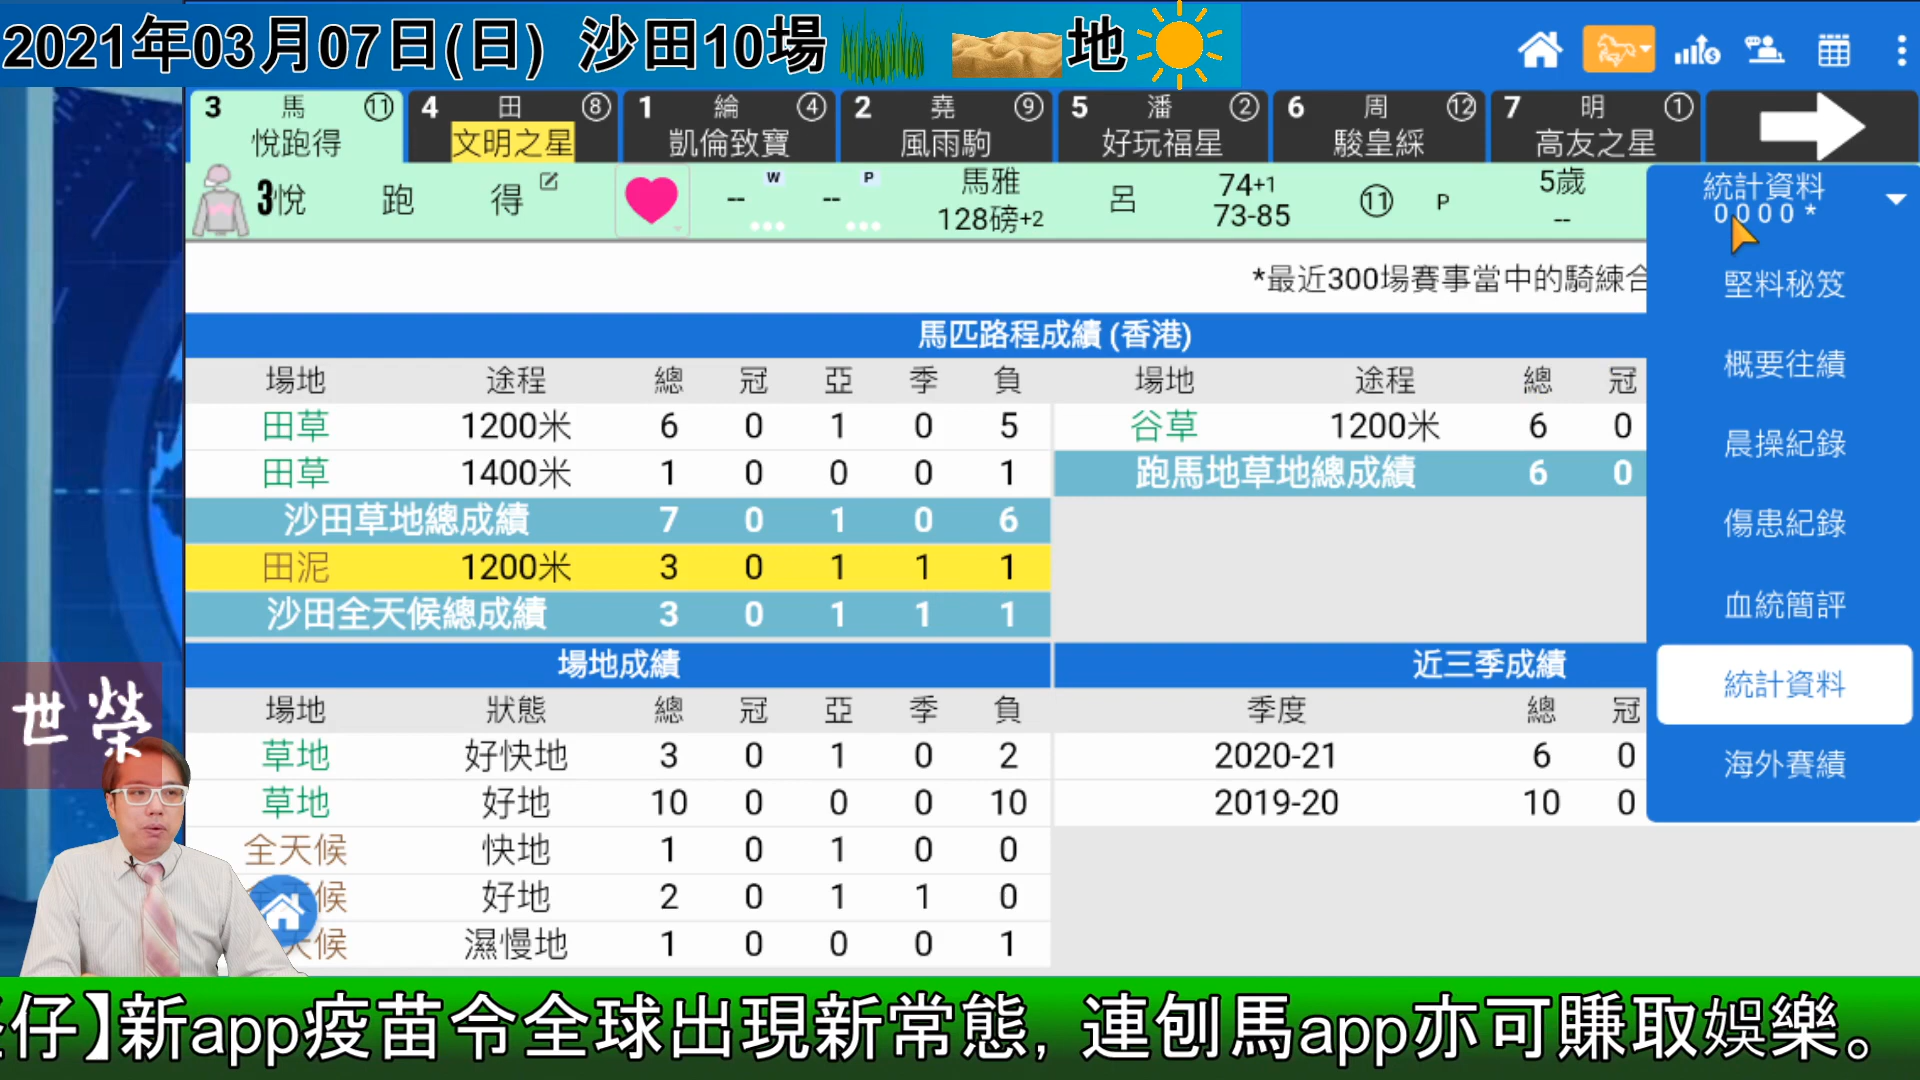 2021年03月07日(日) 沙田10場 地
3 馬 ⑪ 悅跑得
4 田 ⑧ 文明之星
1 綸 ④ 凱倫致寶
2 堯 ⑨ 風雨駒
5 潘 ② 好玩福星
6 周 ⑫ 駿皇綵
7 明 ① 高友之星
3悅 跑 得 -- W -- P 馬雅 128磅+2 呂 74+1 73-85 ⑪ P 5歲 --
統計資料
0000*
*最近300場賽事當中的騎練合
馬匹路程成績 (香港)
場地 途程 總 冠 亞 季 負 場地 途程 總 冠
田草 1200米 6 0 1 0 5 谷草 1200米 6 0
田草 1400米 1 0 0 0 1 跑馬地草地總成績 6 0
沙田草地總成績 7 0 1 0 6
田泥 1200米 3 0 1 1 1
沙田全天候總成績 3 0 1 1 1
場地成績 近三季成績
場地 狀態 總 冠 亞 季 負 季度 總 冠
草地 好快地 3 0 1 0 2 2020-21 6 0
草地 好地 10 0 0 0 10 2019-20 10 0
全天候 快地 1 0 1 0 0
候 好地 2 0 1 1 0
天候 濕慢地 1 0 0 0 1
堅料秘笈
概要往績
晨操紀錄
傷患紀錄
血統簡評
統計資料
海外賽績
世榮
仔】新app疫苗令全球出現新常態, 連刨馬app亦可賺取娛樂。